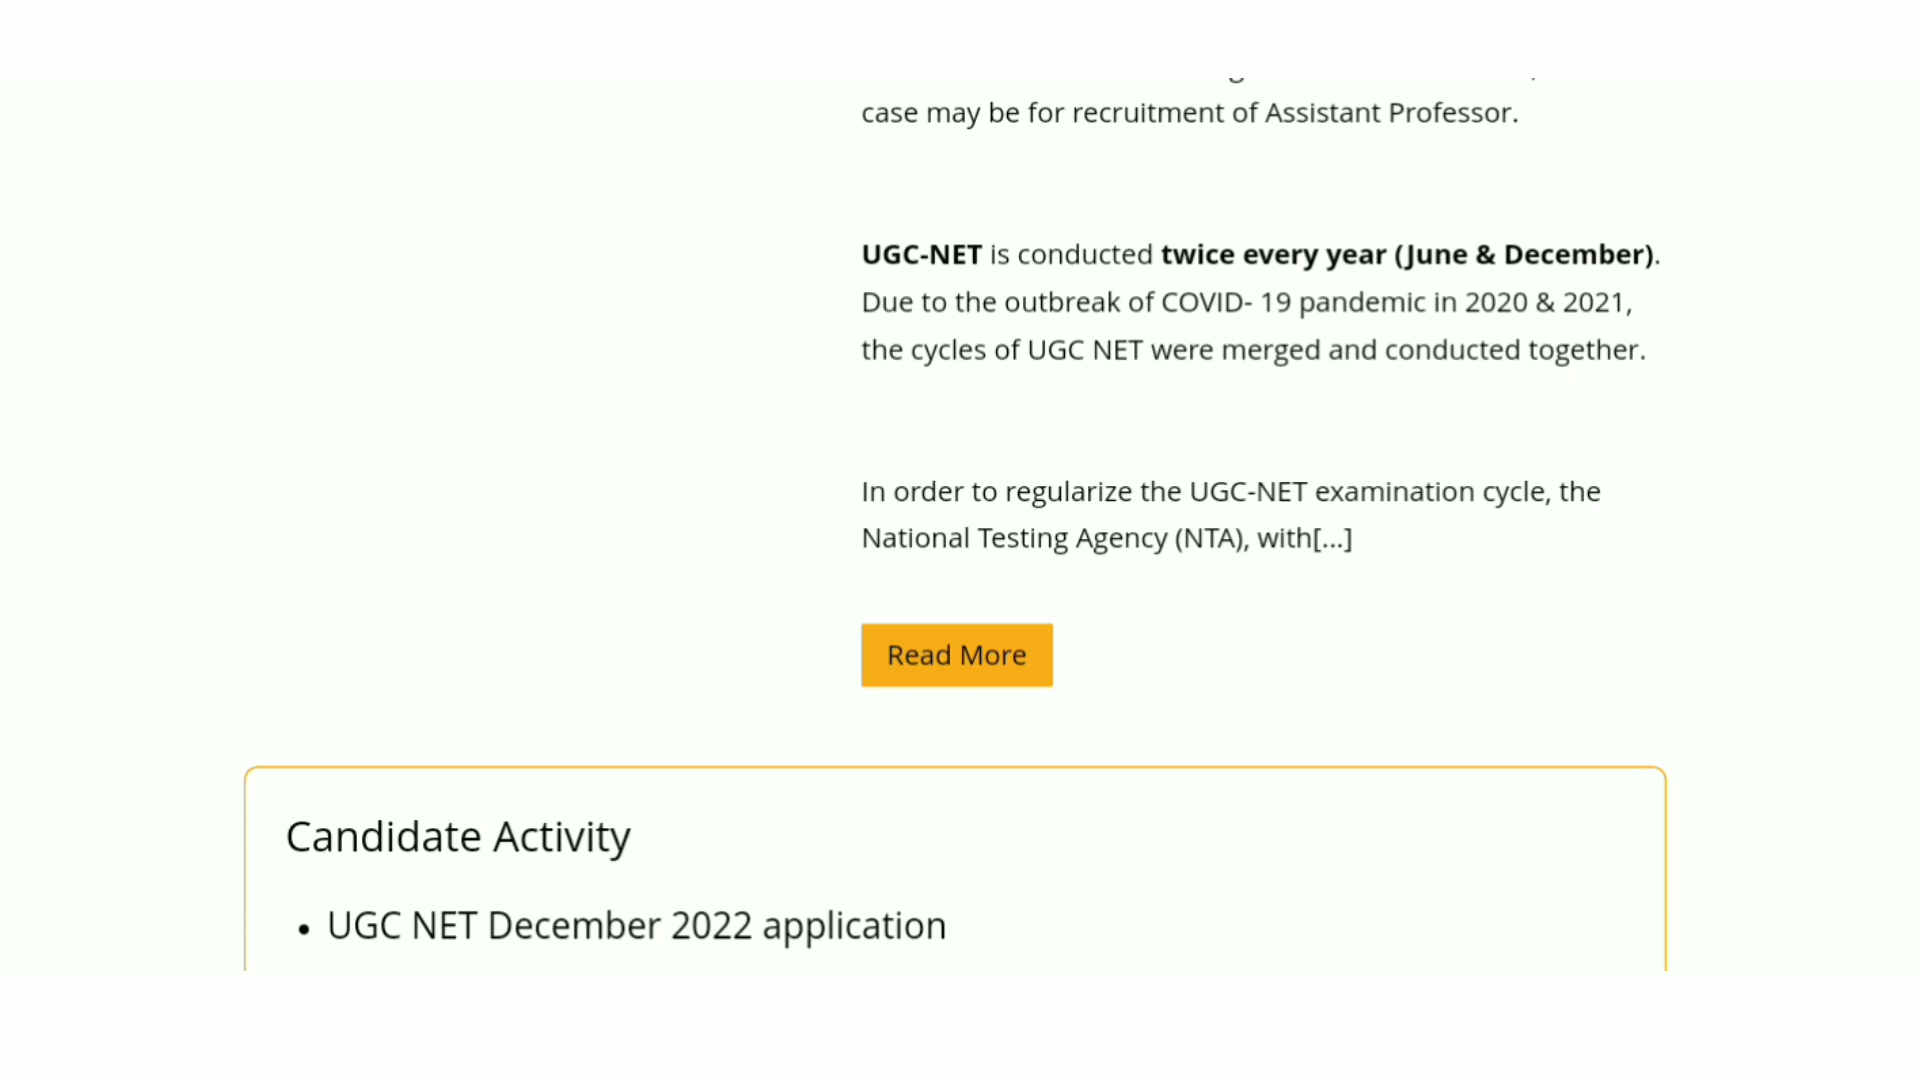 case may be for recruitment of Assistant Professor.
UGC-NET is conducted twice every year (June & December).
Due to the outbreak of COVID- 19 pandemic in 2020 & 2021,
the cycles of UGC NET were merged and conducted together.
In order to regularize the UGC-NET examination cycle, the
National Testing Agency (NTA), with[...]
Read More
Candidate Activity
• UGC NET December 2022 application